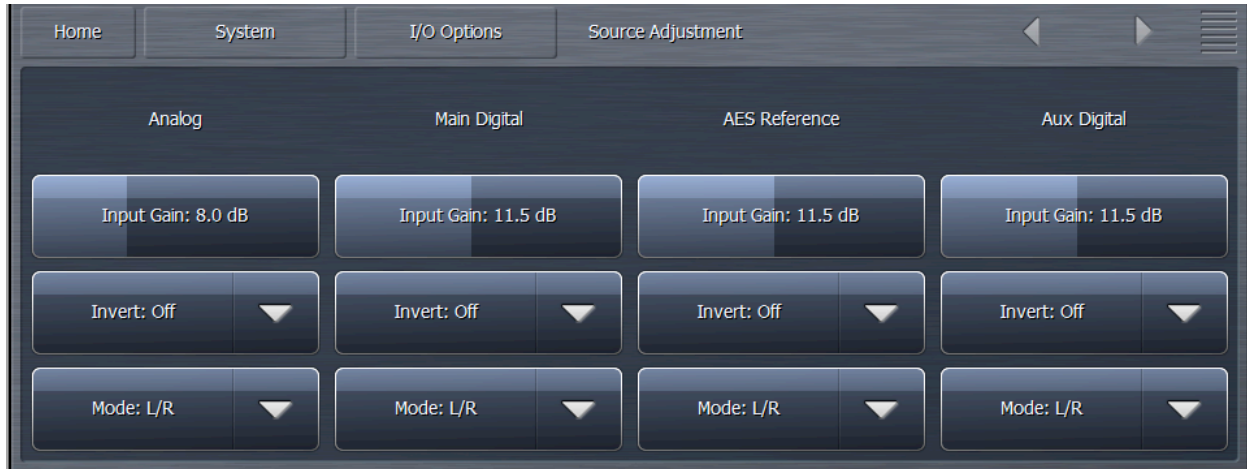 Home System I/O Options Source Adjustment
Analog Main Digital AES Reference Aux Digital
Input Gain: 8.0 dB Input Gain: 11.5 dB Input Gain: 11.5 dB Input Gain: 11.5 dB
Invert: Off Invert: Off Invert: Off Invert: Off
Mode: L/R Mode: L/R Mode: L/R Mode: L/R